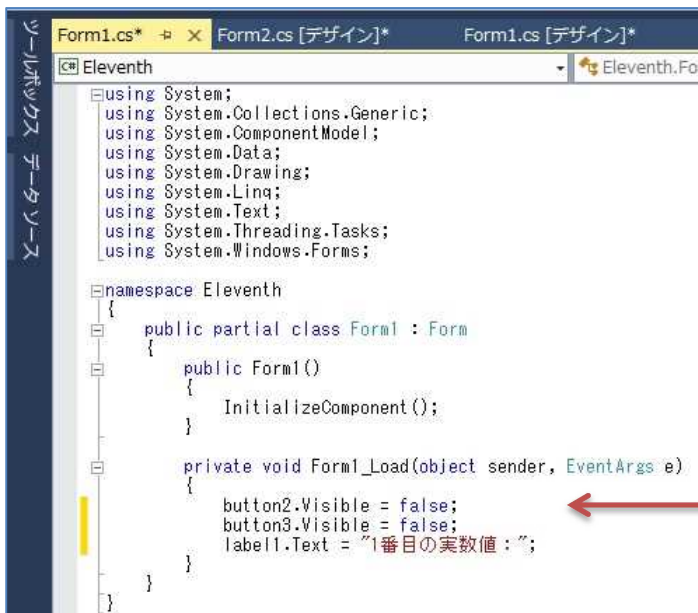 ツールボックス データ ソース
Form1.cs* Form2.cs [デザイン]* Form1.cs [デザイン]*
C# Eleventh Eleventh.Fo
using System;
using System.Collections.Generic;
using System.ComponentModel;
using System.Data;
using System.Drawing;
using System.Linq;
using System.Text;
using System.Threading.Tasks;
using System.Windows.Forms;
namespace Eleventh
{
public partial class Form1 : Form
{
public Form1()
{
InitializeComponent();
}
private void Form1_Load(object sender, EventArgs e)
{
button2.Visible = false;
button3.Visible = false;
label1.Text = "1番目の実数値：";
}
}
}